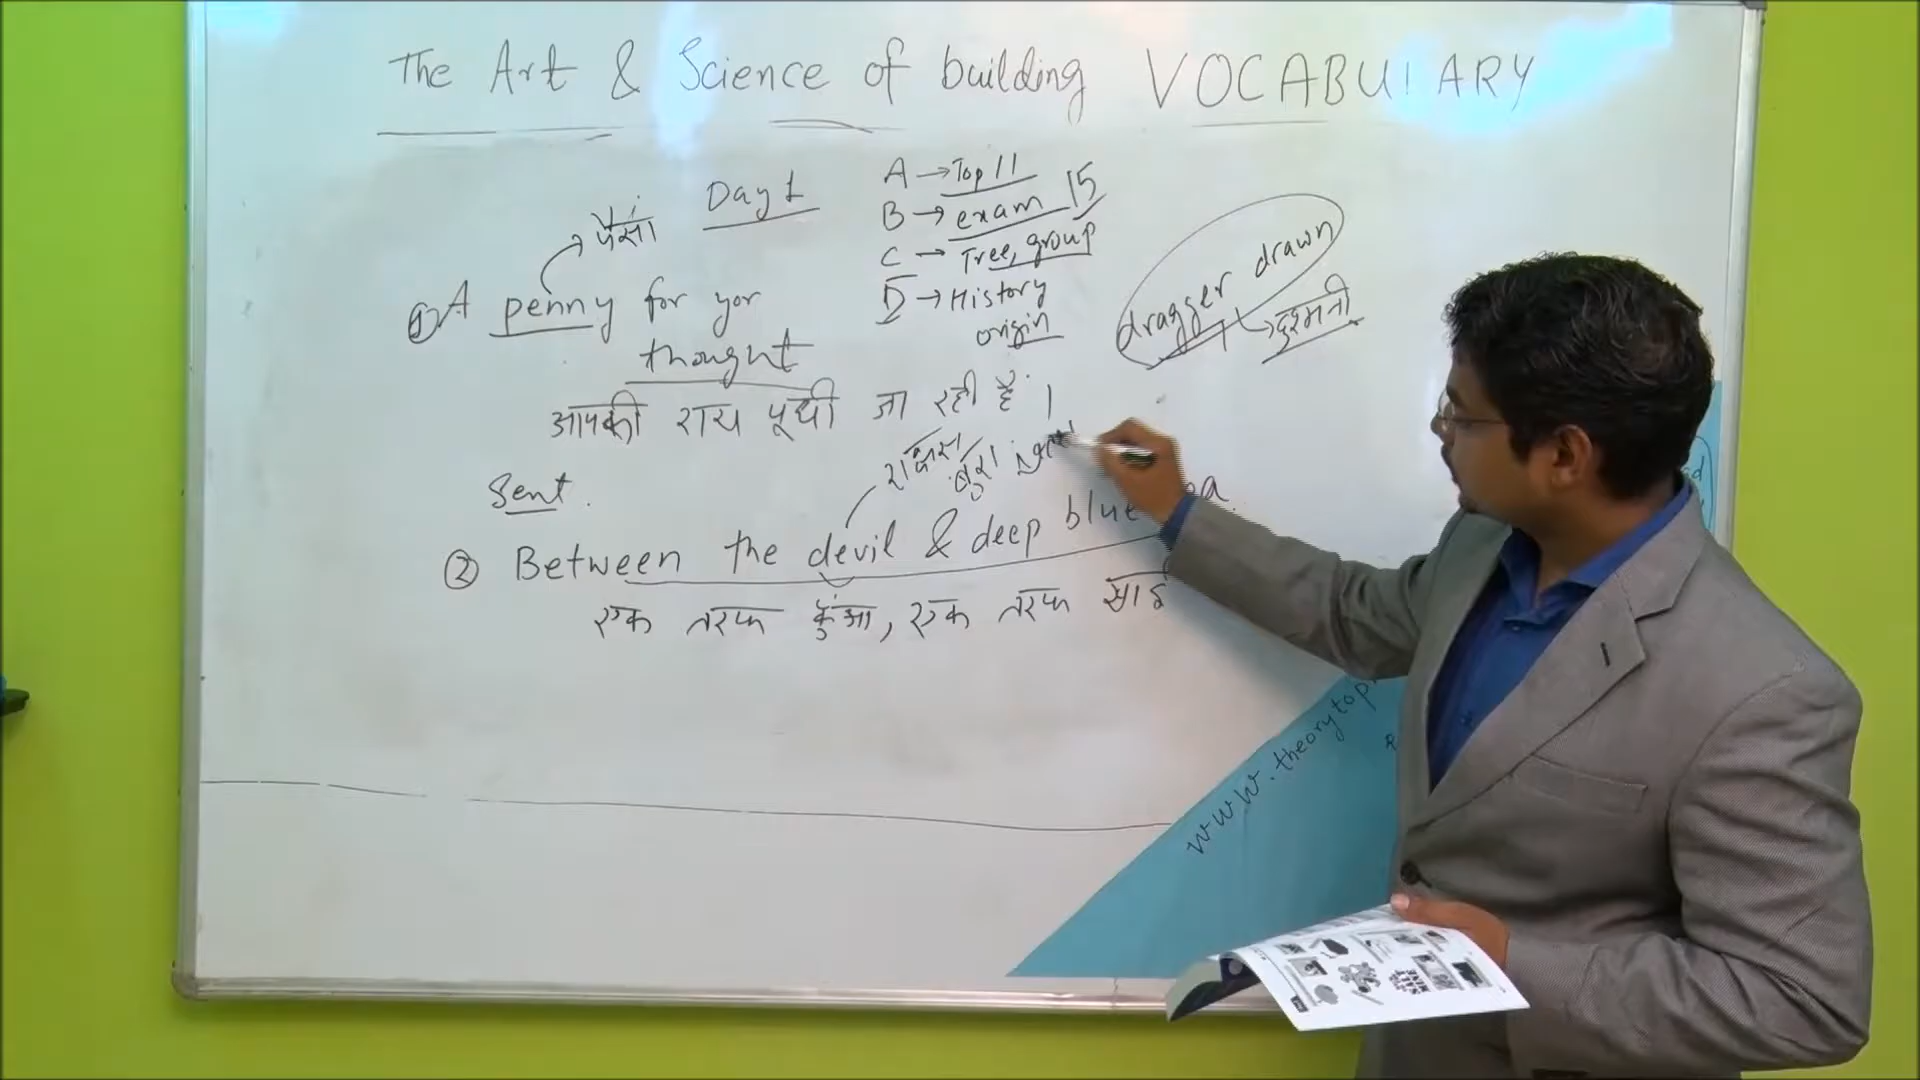 The Art & Science of building VOCABULARY
Day 1
A → Top 11
B → exam 15
C → Tree, group
D → History
origin
पैसा
① A penny for yor
thought
dragger drawn
दुश्मनी
आपकी राय पूछी जा रही है।
Sent.
बुरा
② Between the devil & deep blue
एक तरफ कुंआ, एक तरफ खाई
www.theorytop